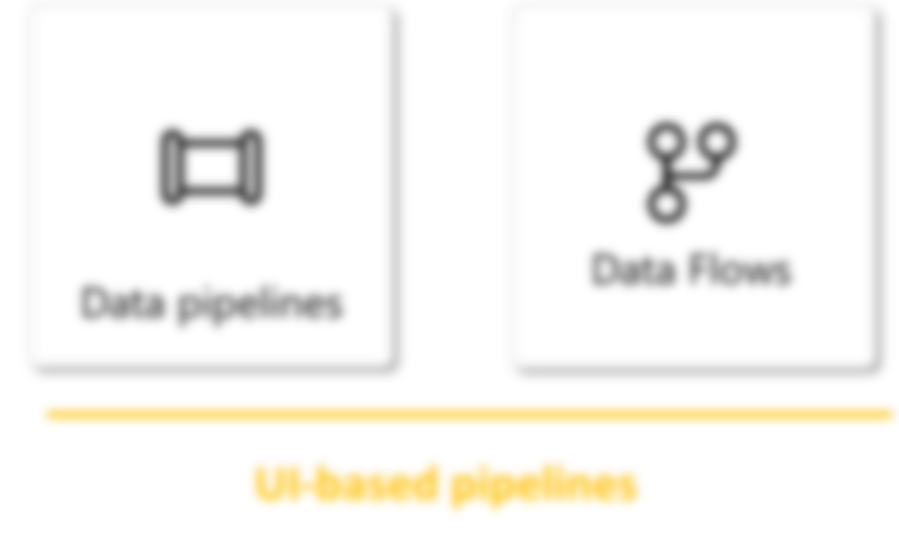 Data pipelines
Data Flows
UI-based pipelines